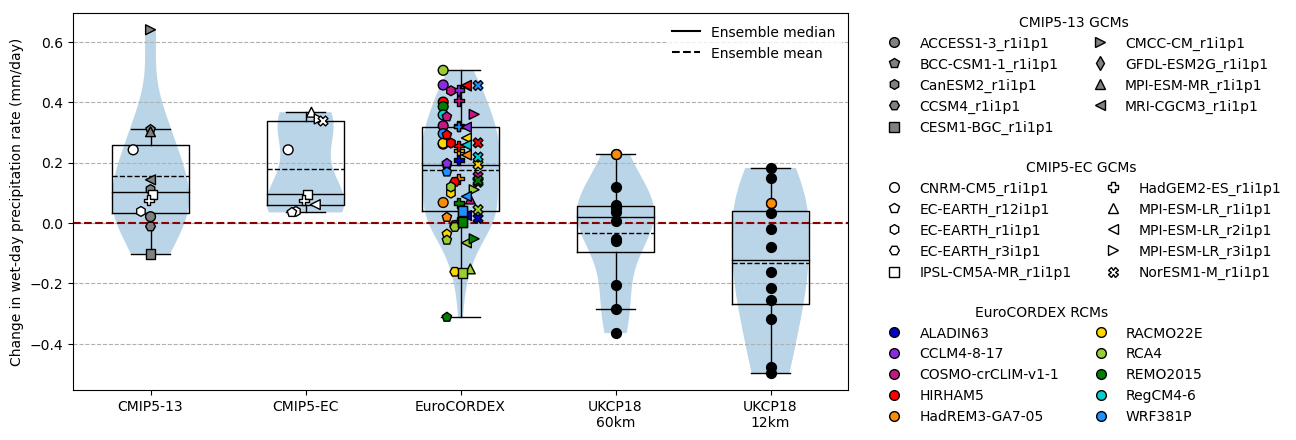 Change in wet-day precipitation rate (mm/day)
0.6
0.4
0.2
0.0
−0.2
−0.4
Ensemble median
Ensemble mean
CMIP5-13
CMIP5-EC
EuroCORDEX
UKCP18
60km
UKCP18
12km
CMIP5-13 GCMs
ACCESS1-3_r1i1p1
BCC-CSM1-1_r1i1p1
CanESM2_r1i1p1
CCSM4_r1i1p1
CESM1-BGC_r1i1p1
CMCC-CM_r1i1p1
GFDL-ESM2G_r1i1p1
MPI-ESM-MR_r1i1p1
MRI-CGCM3_r1i1p1
CMIP5-EC GCMs
CNRM-CM5_r1i1p1
EC-EARTH_r12i1p1
EC-EARTH_r1i1p1
EC-EARTH_r3i1p1
IPSL-CM5A-MR_r1i1p1
HadGEM2-ES_r1i1p1
MPI-ESM-LR_r1i1p1
MPI-ESM-LR_r2i1p1
MPI-ESM-LR_r3i1p1
NorESM1-M_r1i1p1
EuroCORDEX RCMs
ALADIN63
CCLM4-8-17
COSMO-crCLIM-v1-1
HIRHAM5
HadREM3-GA7-05
RACMO22E
RCA4
REMO2015
RegCM4-6
WRF381P